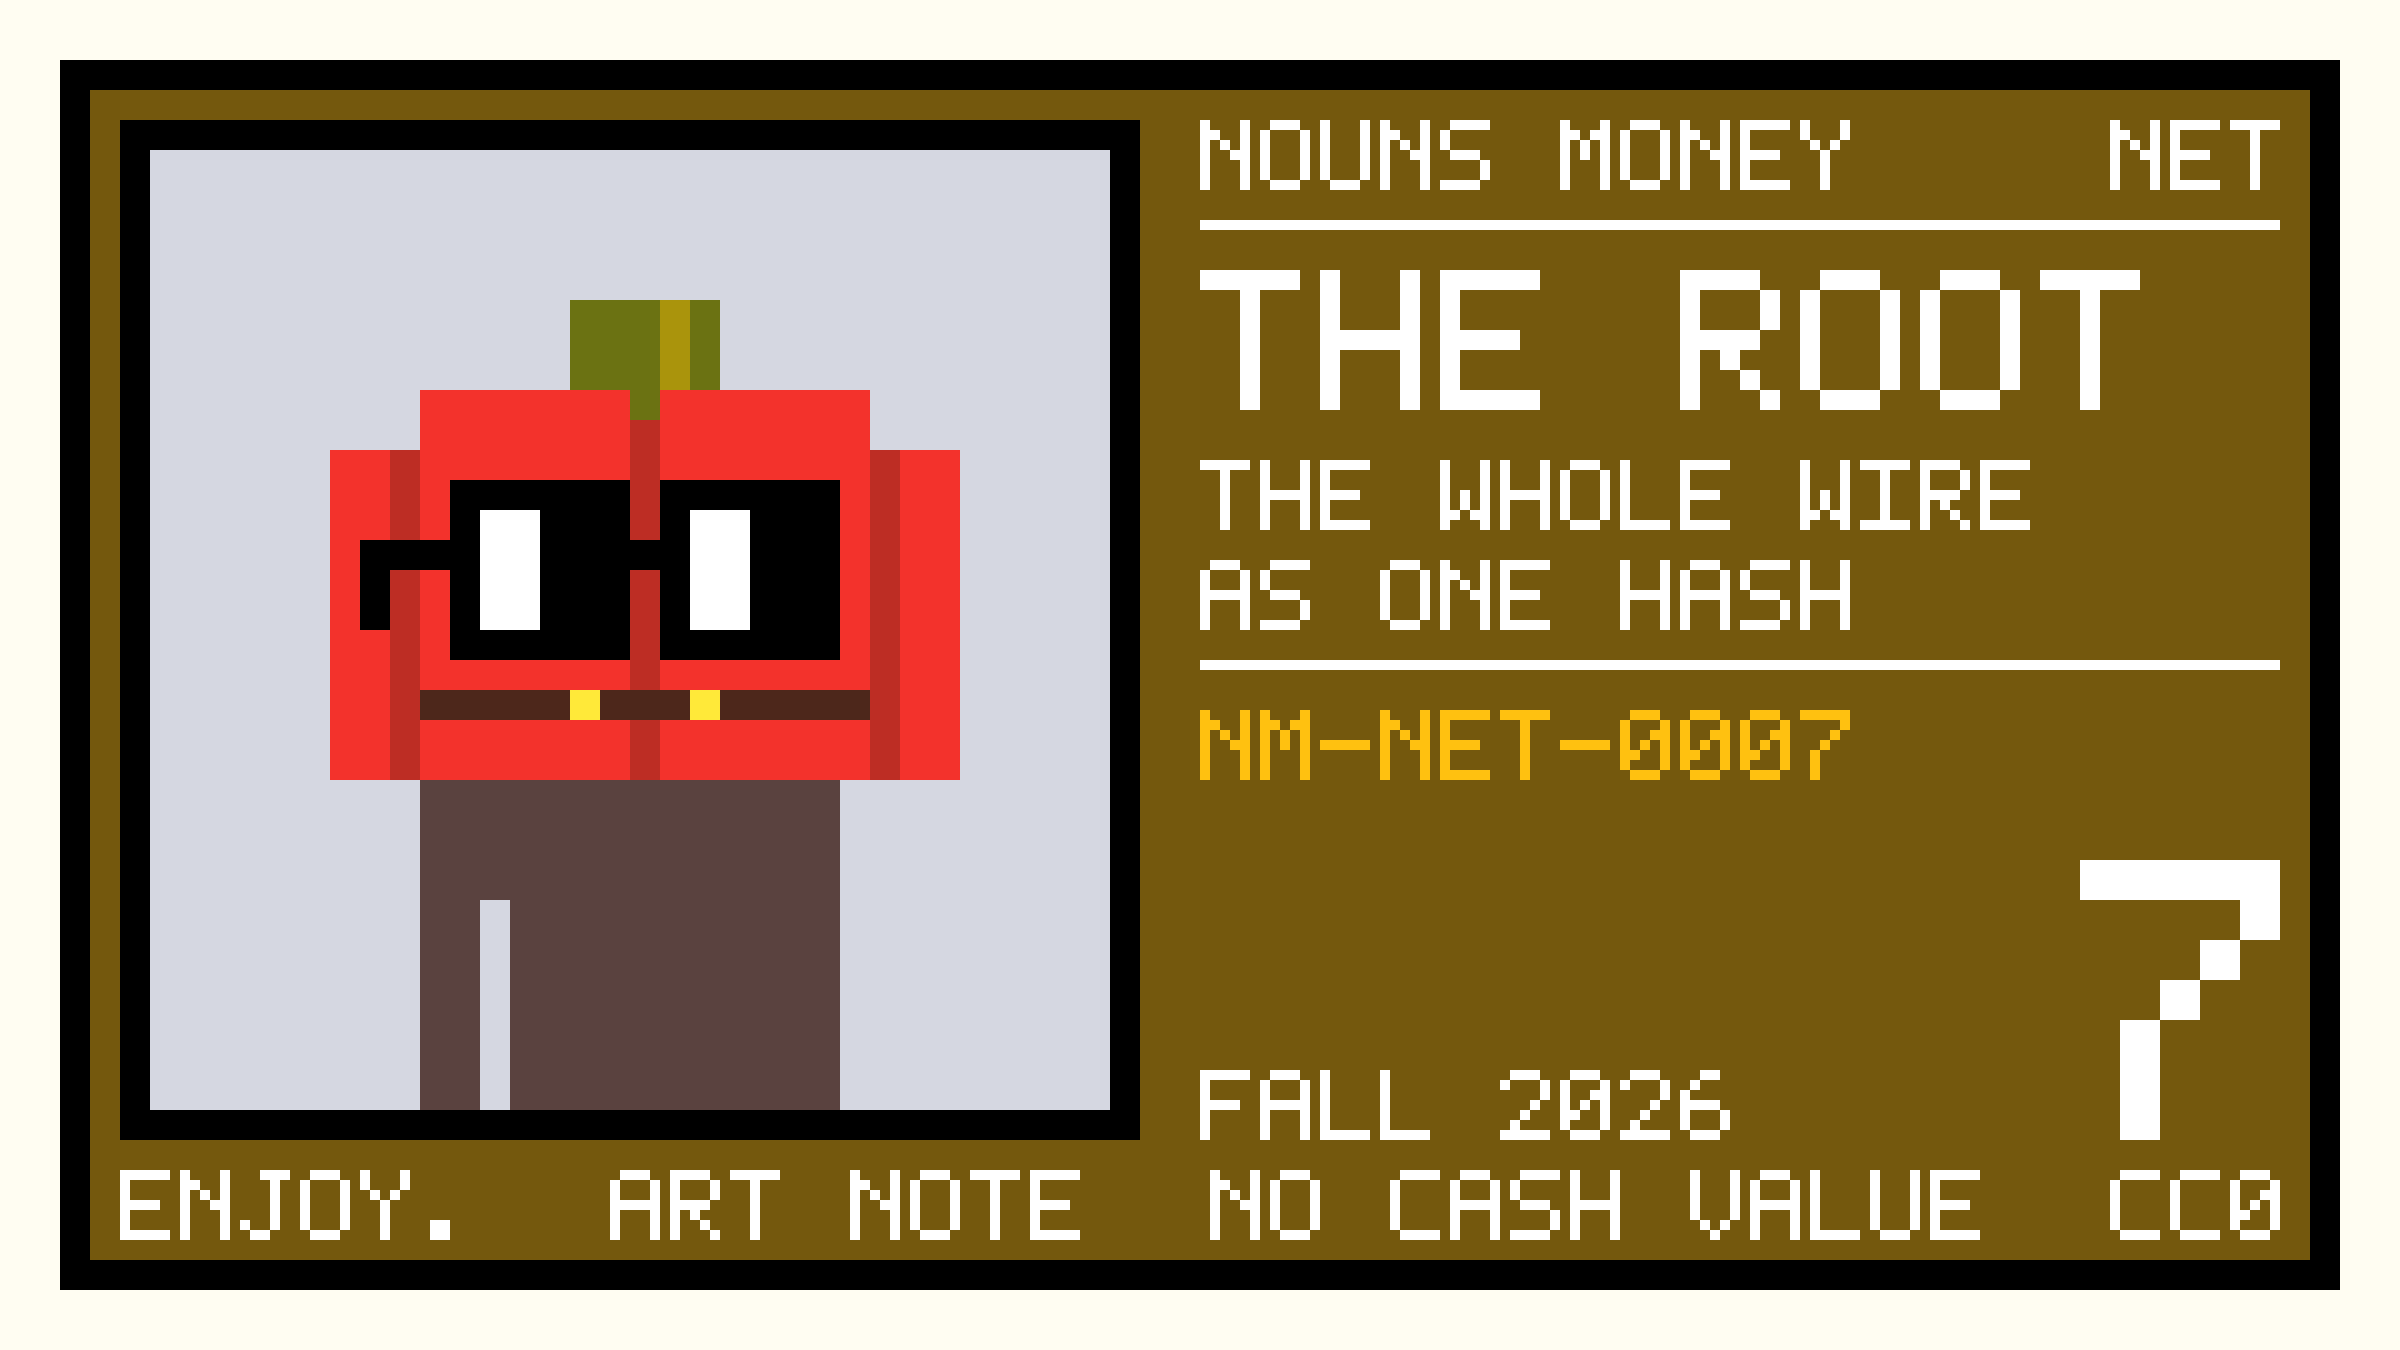 NOUNS MONEY NET
THE ROOT
THE WHOLE WIRE
AS ONE HASH
NM-NET-0007
7
FALL 2026
ENJOY. ART NOTE NO CASH VALUE CC0